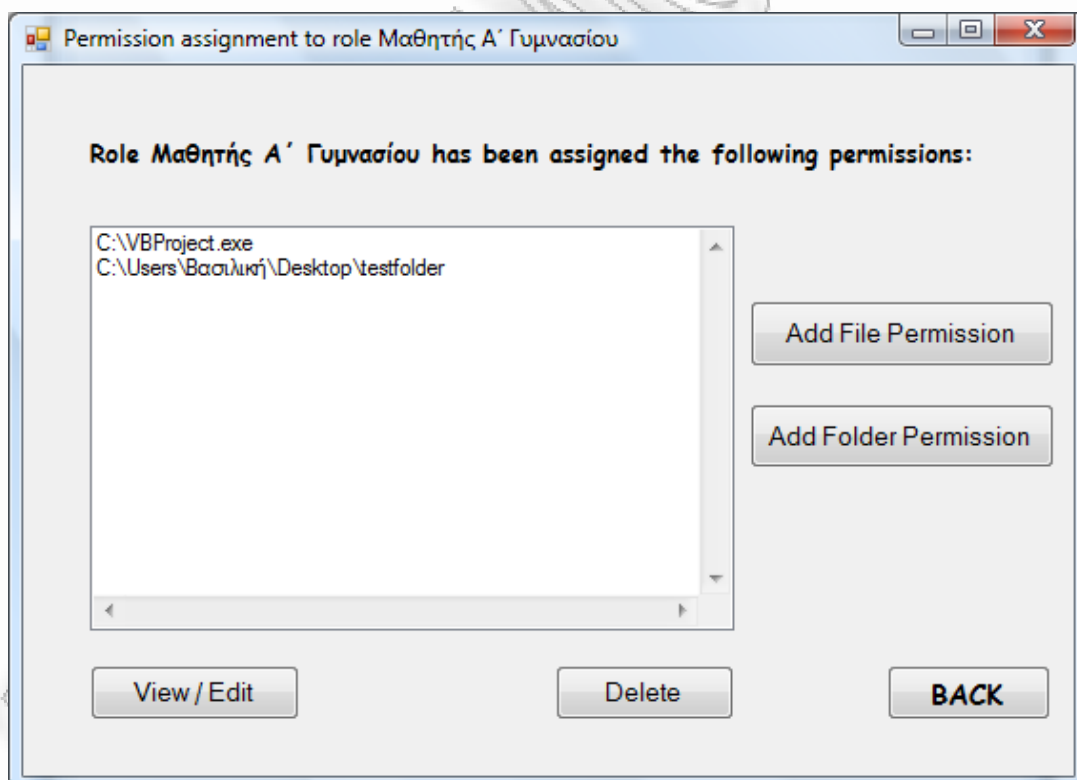 Permission assignment to role Μαθητής Α΄ Γυμνασίου
Role Μαθητής Α΄ Γυμνασίου has been assigned the following permissions:
C:\VBProject.exe
C:\Users\Βασιλική\Desktop\testfolder
Add File Permission
Add Folder Permission
View / Edit
Delete
BACK